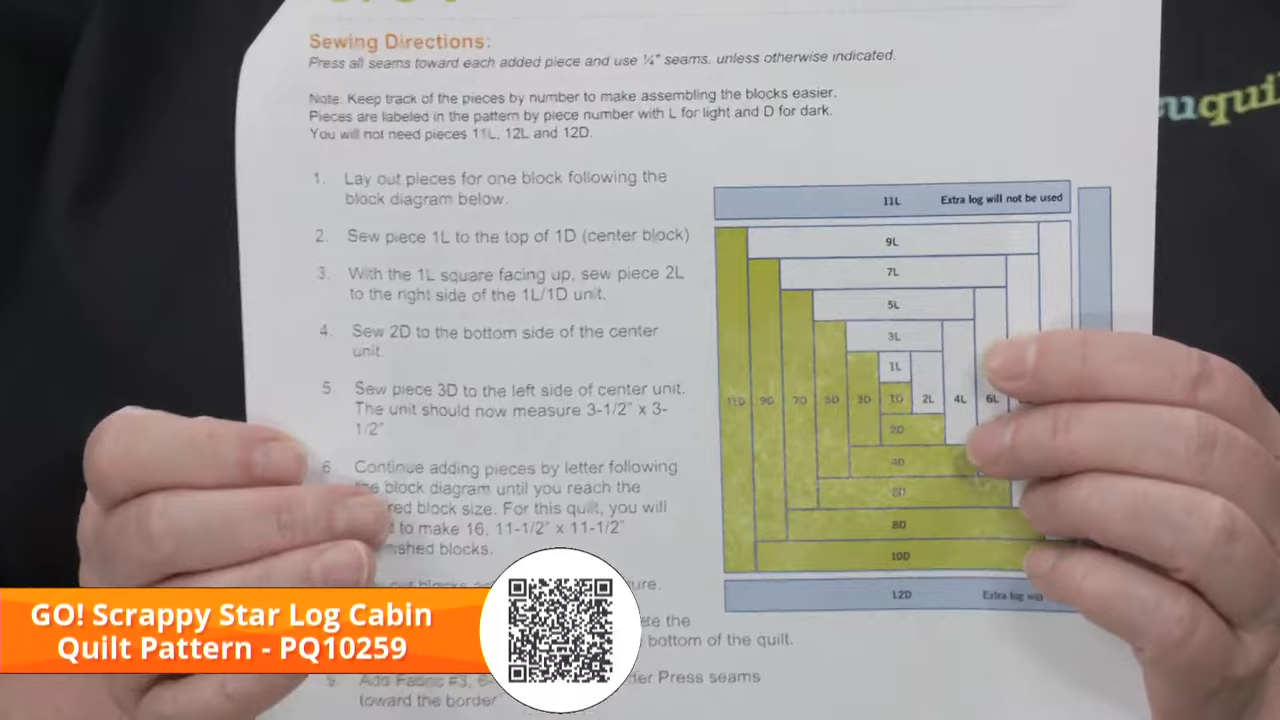 Sewing Directions:
Press all seams toward each added piece and use ¼" seams, unless otherwise indicated.
Note: Keep track of the pieces by number to make assembling the blocks easier.
Pieces are labeled in the pattern by piece number with L for light and D for dark.
You will not need pieces 11L, 12L and 12D.
1. Lay out pieces for one block following the
block diagram below.
2. Sew piece 1L to the top of 1D (center block)
3. With the 1L square facing up, sew piece 2L
to the right side of the 1L/1D unit.
4. Sew 2D to the bottom side of the center
unit.
5. Sew piece 3D to the left side of center unit.
The unit should now measure 3-1/2" x 3-
1/2"
6. Continue adding pieces by letter following
block diagram until you reach the
block size. For this quilt, you will
to make 16, 11-1/2" x 11-1/2"
blocks.
the
bottom of the quilt.
9. Add Fabric #3, Press seams
toward the border
11L Extra log will not be used
9L
7L
5L
3L
1L
11D 9D 7D 5D 3D 1D 2L 4L 6L
2D
4D
6D
8D
10D
12D Extra log
uqui
GO! Scrappy Star Log Cabin
Quilt Pattern - PQ10259